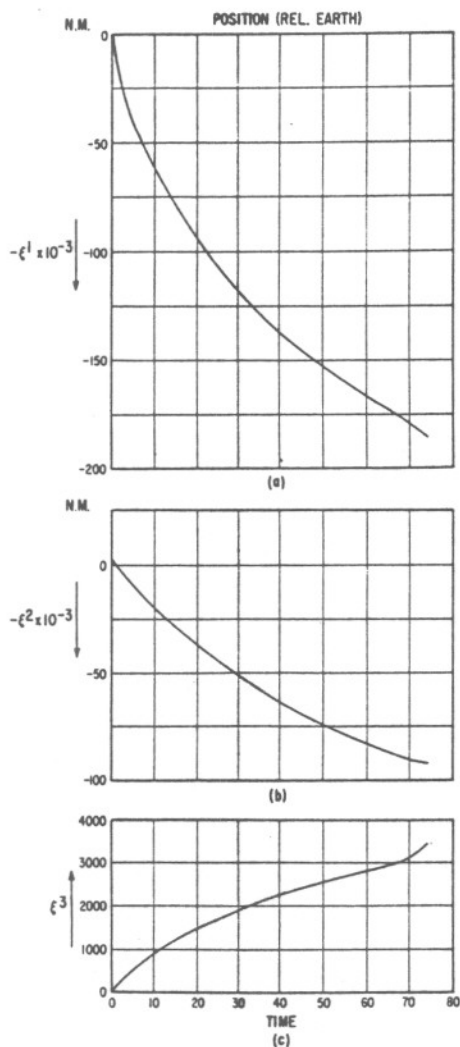 POSITION (REL. EARTH)
N.M.
0
-50
-100
-150
-200
-ξ¹ x 10⁻³
(a)
N.M.
0
-50
-100
-ξ² x 10⁻³
(b)
4000
3000
2000
1000
0
ξ³
0 10 20 30 40 50 60 70 80
TIME
(c)